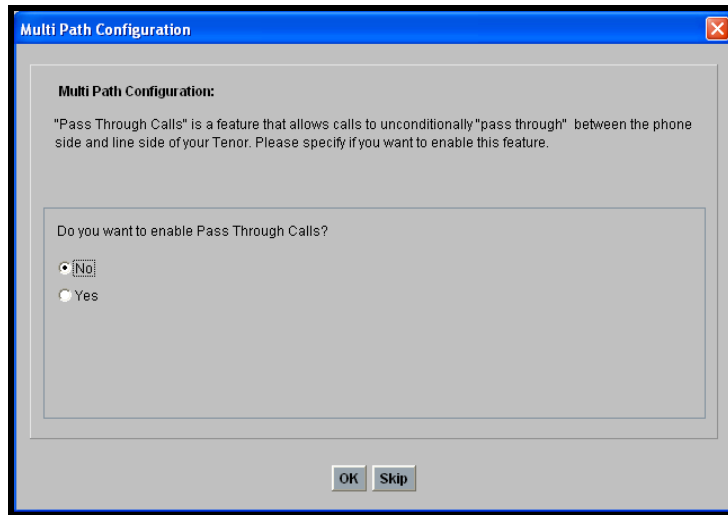 Multi Path Configuration
Multi Path Configuration:
"Pass Through Calls" is a feature that allows calls to unconditionally "pass through" between the phone
side and line side of your Tenor. Please specify if you want to enable this feature.
Do you want to enable Pass Through Calls?
No
Yes
OK
Skip